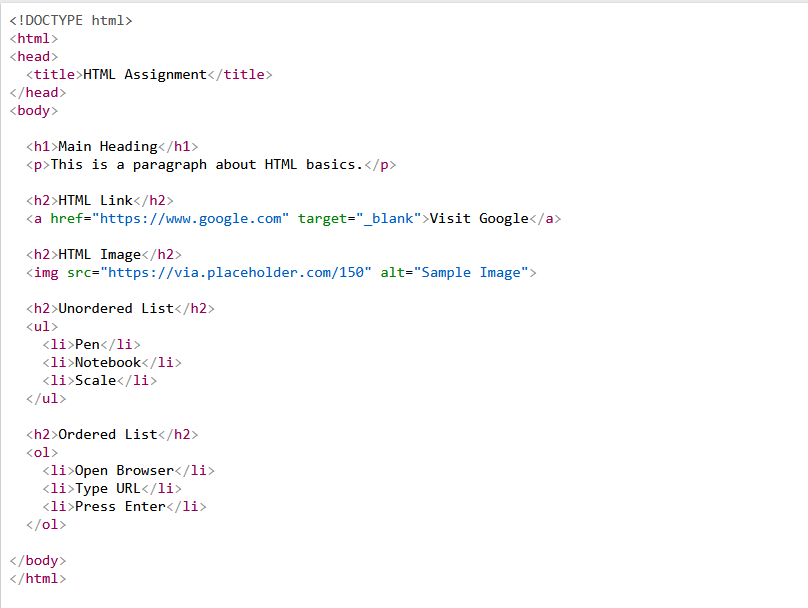 <!DOCTYPE html>
<html>
<head>
  <title>HTML Assignment</title>
</head>
<body>

  <h1>Main Heading</h1>
  <p>This is a paragraph about HTML basics.</p>

  <h2>HTML Link</h2>
  <a href="https://www.google.com" target="_blank">Visit Google</a>

  <h2>HTML Image</h2>
  <img src="https://via.placeholder.com/150" alt="Sample Image">

  <h2>Unordered List</h2>
  <ul>
    <li>Pen</li>
    <li>Notebook</li>
    <li>Scale</li>
  </ul>

  <h2>Ordered List</h2>
  <ol>
    <li>Open Browser</li>
    <li>Type URL</li>
    <li>Press Enter</li>
  </ol>

</body>
</html>